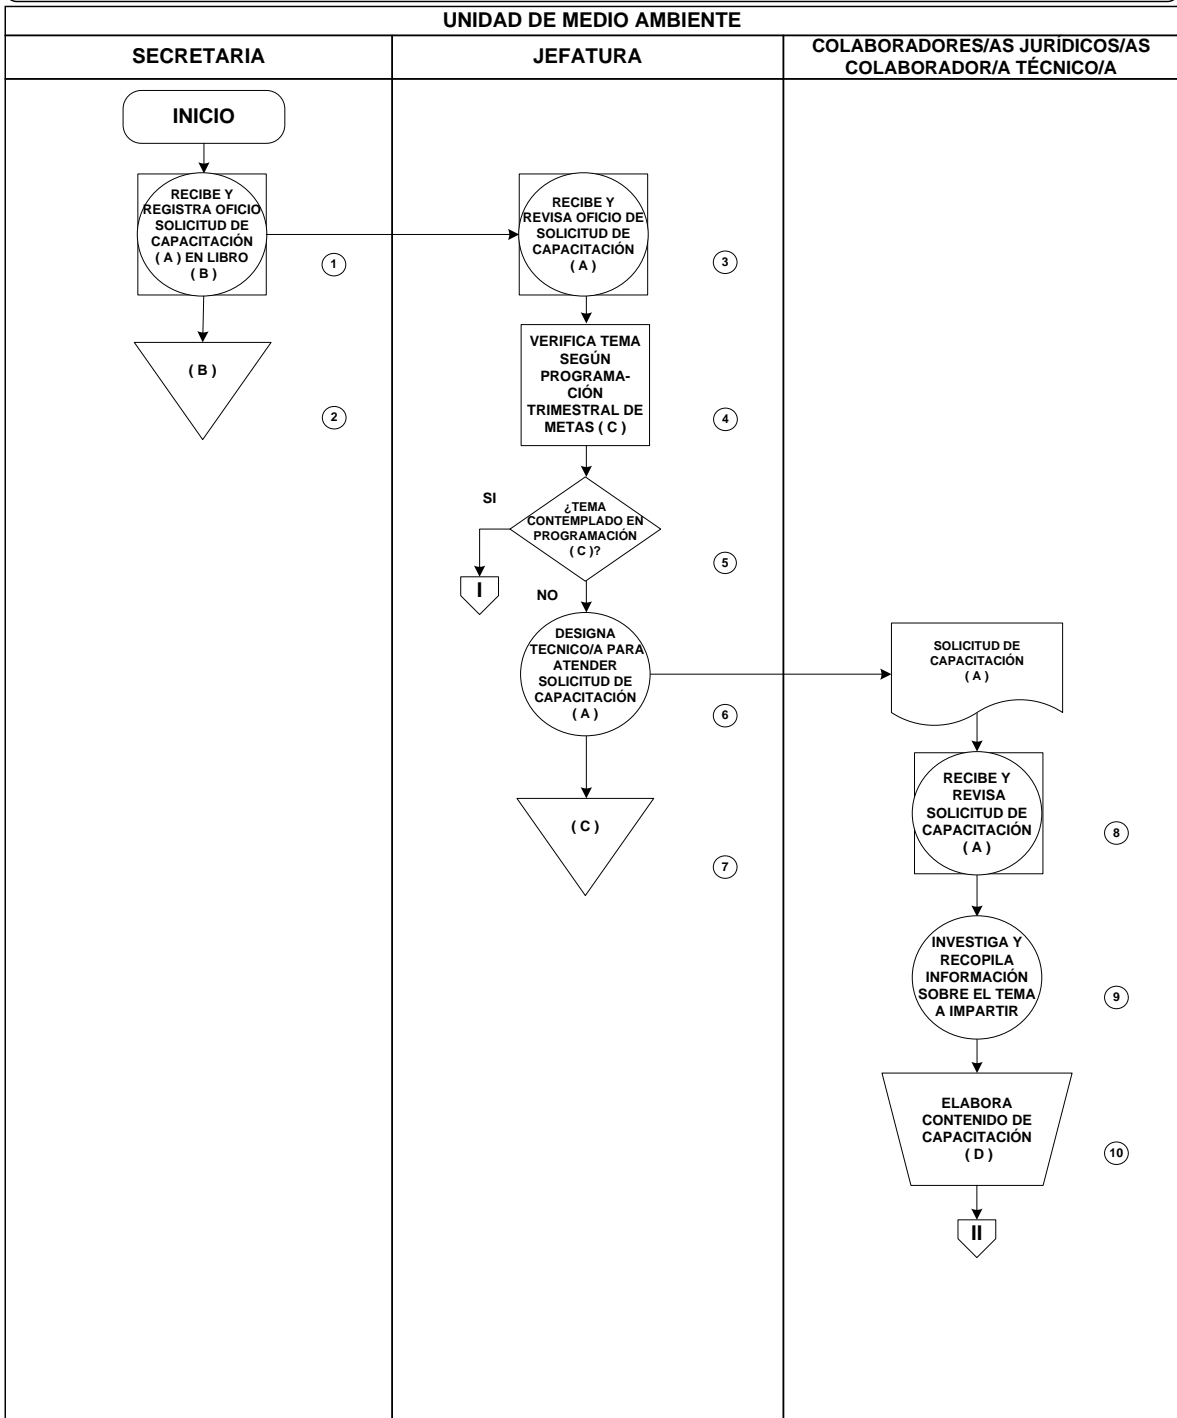 UNIDAD DE MEDIO AMBIENTE
SECRETARIA
JEFATURA
COLABORADORES/AS JURÍDICOS/AS
COLABORADOR/A TÉCNICO/A
INICIO
RECIBE Y
REGISTRA OFICIO
SOLICITUD DE
CAPACITACIÓN
( A ) EN LIBRO
( B )
1
( B )
2
RECIBE Y
REVISA OFICIO DE
SOLICITUD DE
CAPACITACIÓN
( A )
3
VERIFICA TEMA
SEGÚN
PROGRAMA-
CIÓN
TRIMESTRAL DE
METAS ( C )
4
¿TEMA
CONTEMPLADO EN
PROGRAMACIÓN
( C )?
5
SI
I
NO
DESIGNA
TECNICO/A PARA
ATENDER
SOLICITUD DE
CAPACITACIÓN
( A )
6
( C )
7
SOLICITUD DE
CAPACITACIÓN
( A )
RECIBE Y
REVISA
SOLICITUD DE
CAPACITACIÓN
( A )
8
INVESTIGA Y
RECOPILA
INFORMACIÓN
SOBRE EL TEMA
A IMPARTIR
9
ELABORA
CONTENIDO DE
CAPACITACIÓN
( D )
10
II